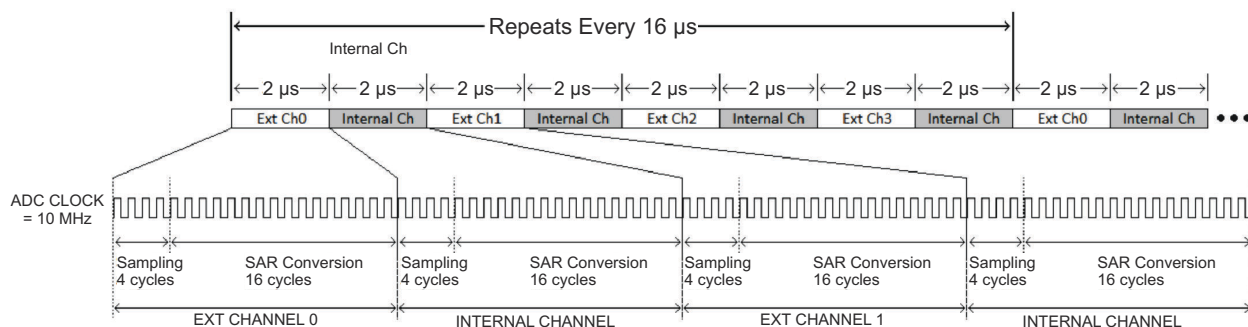 Repeats Every 16 µs
Internal Ch
2 µs 2 µs 2 µs 2 µs 2 µs 2 µs 2 µs 2 µs 2 µs 2 µs
Ext Ch0 Internal Ch Ext Ch1 Internal Ch Ext Ch2 Internal Ch Ext Ch3 Internal Ch Ext Ch0 Internal Ch
ADC CLOCK
= 10 MHz
Sampling SAR Conversion Sampling SAR Conversion Sampling SAR Conversion Sampling SAR Conversion
4 cycles 16 cycles 4 cycles 16 cycles 4 cycles 16 cycles 4 cycles 16 cycles
EXT CHANNEL 0 INTERNAL CHANNEL EXT CHANNEL 1 INTERNAL CHANNEL